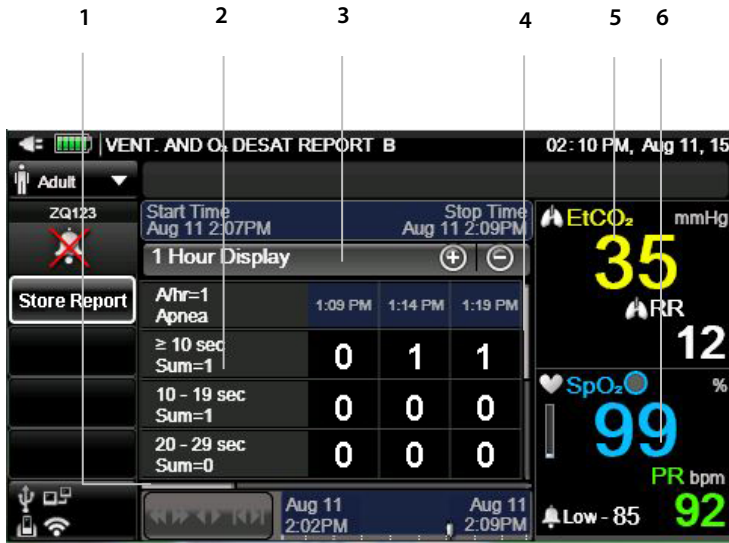 1 2 3 4 5 6
VENT. AND O₂ DESAT REPORT B 02:10 PM, Aug 11, 15
Adult
ZQ123
Start Time Stop Time
Aug 11 2:07PM Aug 11 2:09PM
1 Hour Display
Store Report
A/hr=1
Apnea
1:09 PM 1:14 PM 1:19 PM
≥ 10 sec
Sum=1
0 1 1
10 - 19 sec
Sum=1
0 0 0
20 - 29 sec
Sum=0
0 0 0
Aug 11 Aug 11
2:02PM 2:09PM
EtCO₂ mmHg
35
RR
12
SpO₂ %
99
PR bpm
Low - 85 92